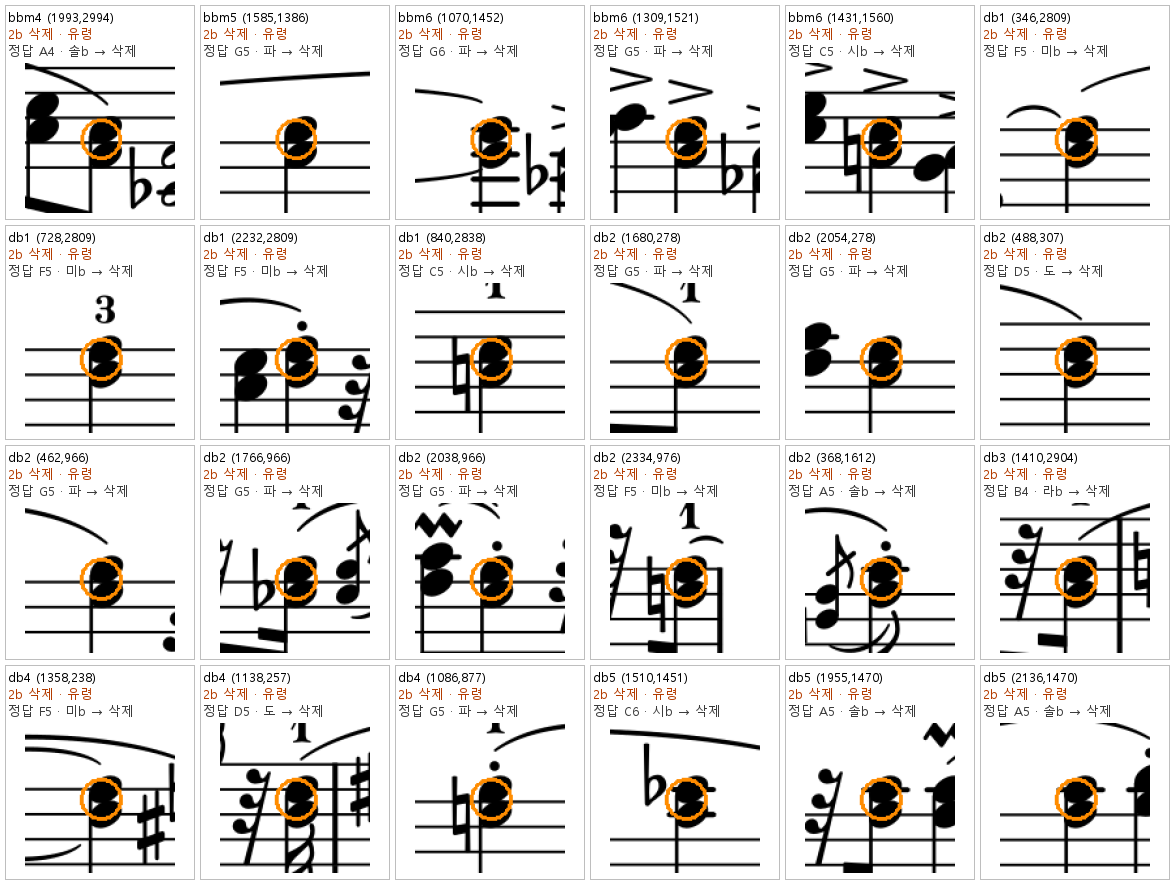 bbm4 (1993,2994)
2b 삭제 · 유령
정답 A4 · 솔b → 삭제
bbm5 (1585,1386)
2b 삭제 · 유령
정답 G5 · 파 → 삭제
bbm6 (1070,1452)
2b 삭제 · 유령
정답 G6 · 파 → 삭제
bbm6 (1309,1521)
2b 삭제 · 유령
정답 G5 · 파 → 삭제
bbm6 (1431,1560)
2b 삭제 · 유령
정답 C5 · 시b → 삭제
db1 (346,2809)
2b 삭제 · 유령
정답 F5 · 미b → 삭제
db1 (728,2809)
2b 삭제 · 유령
정답 F5 · 미b → 삭제
3
db1 (2232,2809)
2b 삭제 · 유령
정답 F5 · 미b → 삭제
db1 (840,2838)
2b 삭제 · 유령
정답 C5 · 시b → 삭제
1
db2 (1680,278)
2b 삭제 · 유령
정답 G5 · 파 → 삭제
1
db2 (2054,278)
2b 삭제 · 유령
정답 G5 · 파 → 삭제
db2 (488,307)
2b 삭제 · 유령
정답 D5 · 도 → 삭제
db2 (462,966)
2b 삭제 · 유령
정답 G5 · 파 → 삭제
db2 (1766,966)
2b 삭제 · 유령
정답 G5 · 파 → 삭제
db2 (2038,966)
2b 삭제 · 유령
정답 G5 · 파 → 삭제
db2 (2334,976)
2b 삭제 · 유령
정답 F5 · 미b → 삭제
1
db2 (368,1612)
2b 삭제 · 유령
정답 A5 · 솔b → 삭제
db3 (1410,2904)
2b 삭제 · 유령
정답 B4 · 라b → 삭제
db4 (1358,238)
2b 삭제 · 유령
정답 F5 · 미b → 삭제
db4 (1138,257)
2b 삭제 · 유령
정답 D5 · 도 → 삭제
1
db4 (1086,877)
2b 삭제 · 유령
정답 G5 · 파 → 삭제
1
db5 (1510,1451)
2b 삭제 · 유령
정답 C6 · 시b → 삭제
db5 (1955,1470)
2b 삭제 · 유령
정답 A5 · 솔b → 삭제
db5 (2136,1470)
2b 삭제 · 유령
정답 A5 · 솔b → 삭제